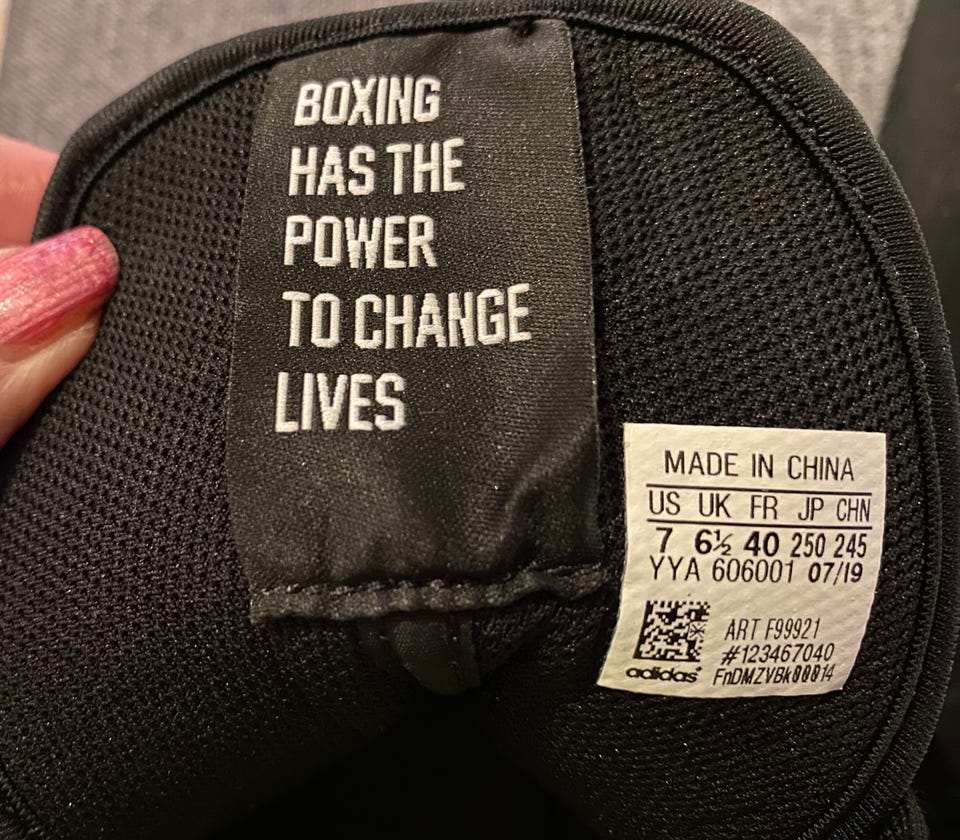 BOXING
HAS THE
POWER
TO CHANGE
LIVES
MADE IN CHINA
US UK FR JP CHN
7 6½ 40 250 245
YYA 606001 07/19
ART F99921
#123467040
adidas FnDMZVBk00014